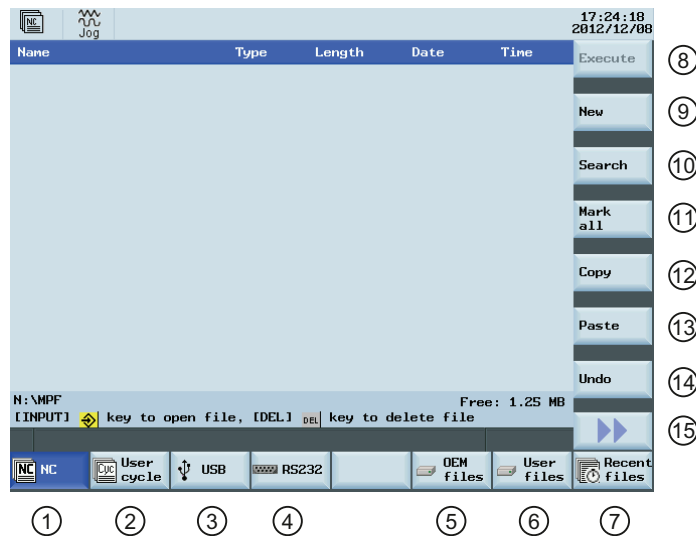 NC
17:24:18
Jog
2012/12/08
Name Type Length Date Time
Execute
⑧
New
⑨
Search
⑩
Mark
all
⑪
Copy
⑫
Paste
⑬
Undo
⑭
N:\MPF Free: 1.25 MB
[INPUT] key to open file, [DEL] DEL key to delete file
⑮
NC NC
Cyc User
cycle
USB
RS232
OEM
files
User
files
Recent
files
① ② ③ ④ ⑤ ⑥ ⑦